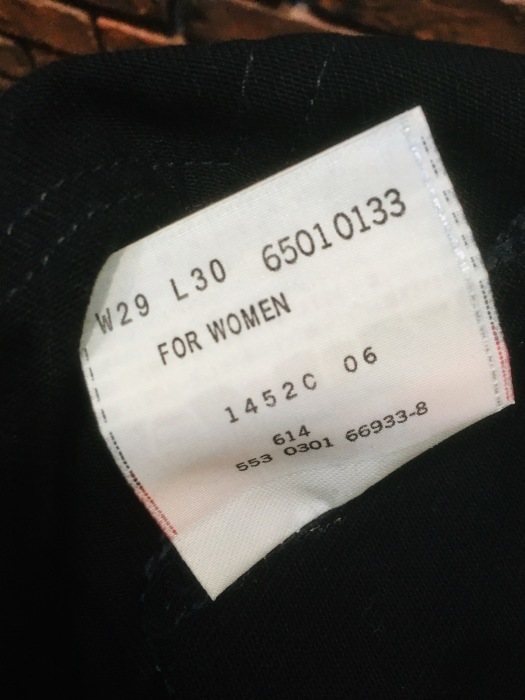 W29 L30 65010133
FOR WOMEN
1452C 06
614
553 0301 66933-8